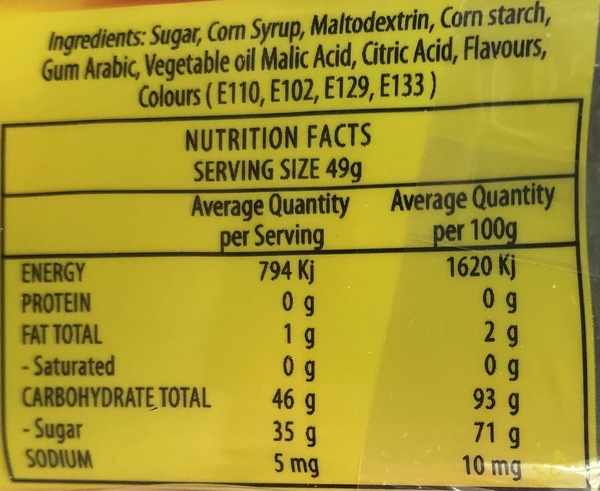 Ingredients: Sugar, Corn Syrup, Maltodextrin, Corn starch,
Gum Arabic, Vegetable oil Malic Acid, Citric Acid, Flavours,
Colours ( E110, E102, E129, E133 )
NUTRITION FACTS
SERVING SIZE 49g
Average Quantity per Serving Average Quantity per 100g
ENERGY 794 Kj 1620 Kj
PROTEIN 0 g 0 g
FAT TOTAL 1 g 2 g
- Saturated 0 g 0 g
CARBOHYDRATE TOTAL 46 g 93 g
- Sugar 35 g 71 g
SODIUM 5 mg 10 mg